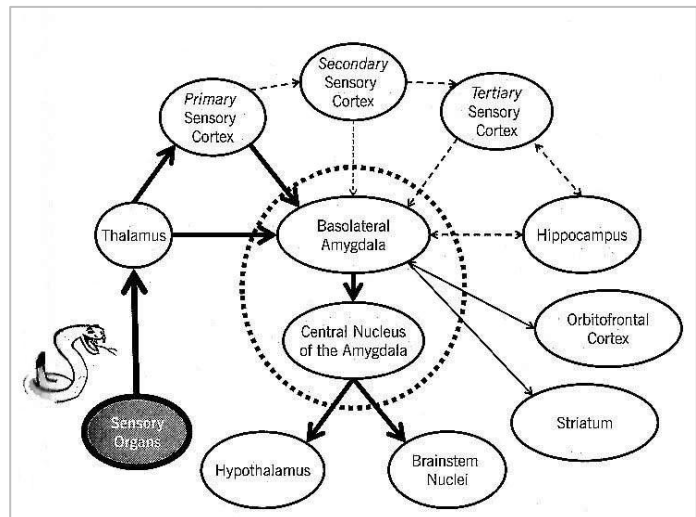 Secondary
Sensory
Cortex
Primary
Sensory
Cortex
Tertiary
Sensory
Cortex
Thalamus
Basolateral
Amygdala
Hippocampus
Central Nucleus
of the Amygdala
Orbitofrontal
Cortex
Sensory
Organs
Striatum
Hypothalamus
Brainstem
Nuclei